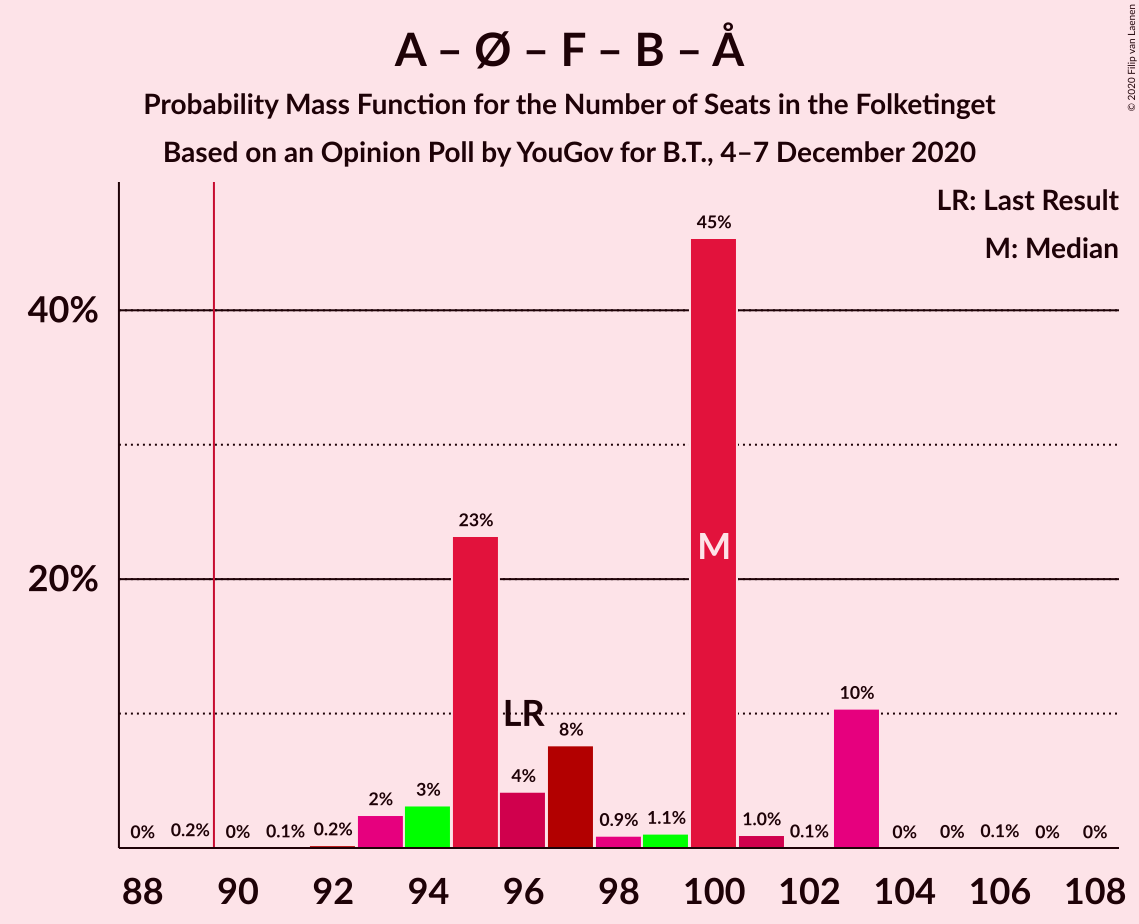 A – Ø – F – B – Å
Probability Mass Function for the Number of Seats in the Folketinget
Based on an Opinion Poll by YouGov for B.T., 4–7 December 2020
© 2020 Filip van Laenen
LR: Last Result
M: Median
45%
40%
23%
M
20%
10%
LR
8%
4%
3%
2%
0% 0.2% 0% 0.1% 0.2% 0.9% 1.1% 1.0% 0.1% 0% 0% 0.1% 0% 0%
88 90 92 94 96 98 100 102 104 106 108